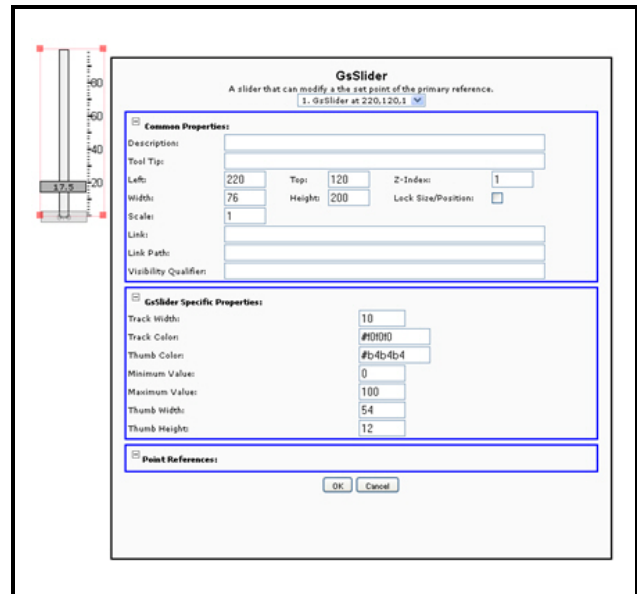 80
60
40
20
17.5
GsSlider
A slider that can modify a the set point of the primary reference.
1. GsSlider at 220,120,1
Common Properties:
Description:
Tool Tip:
Left: 220 Top: 120 Z-Index: 1
Width: 76 Height: 200 Lock Size/Position:
Scale: 1
Link:
Link Path:
Visibility Qualifier:
GsSlider Specific Properties:
Track Width: 10
Track Color: #f0f0f0
Thumb Color: #b4b4b4
Minimum Value: 0
Maximum Value: 100
Thumb Width: 54
Thumb Height: 12
Point References:
OK Cancel